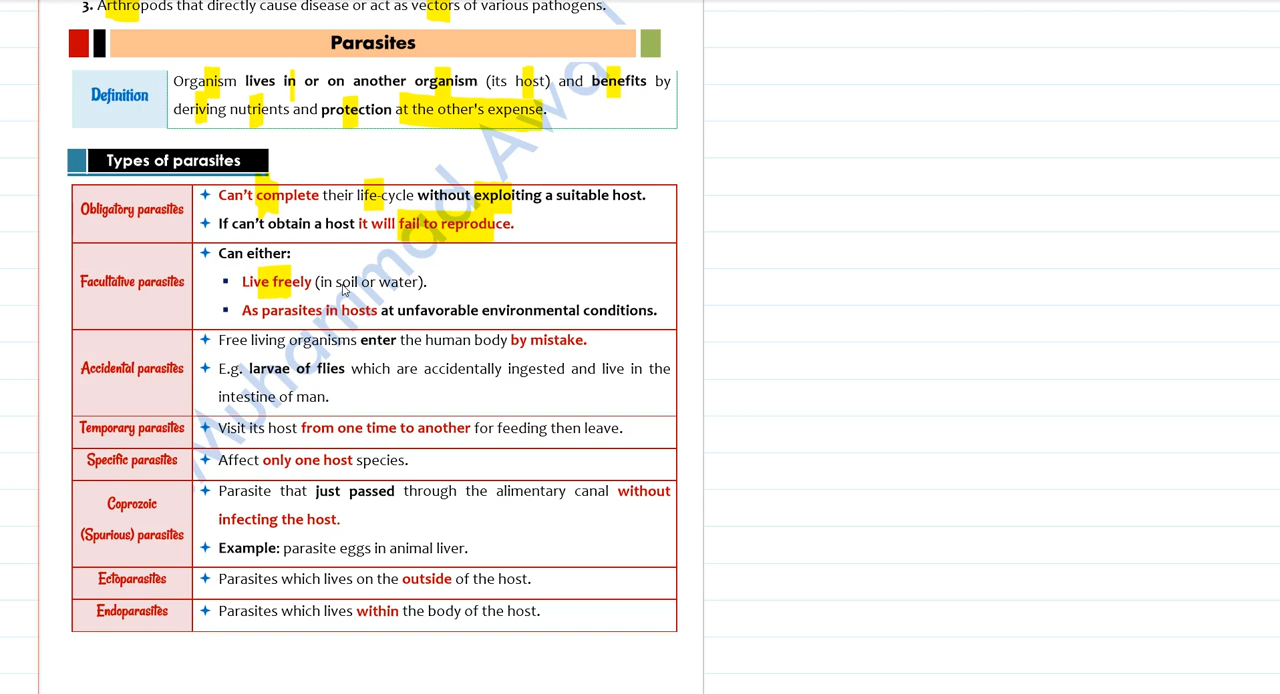 3. Arthropods that directly cause disease or act as vectors of various pathogens.
Parasites
Definition
Organism lives in or on another organism (its host) and benefits by
deriving nutrients and protection at the other's expense.
Types of parasites
Obligatory parasites
Can't complete their life-cycle without exploiting a suitable host.
If can't obtain a host it will fail to reproduce.
Facultative parasites
Can either:
Live freely (in soil or water).
As parasites in hosts at unfavorable environmental conditions.
Accidental parasites
Free living organisms enter the human body by mistake.
E.g. larvae of flies which are accidentally ingested and live in the
intestine of man.
Temporary parasites
Visit its host from one time to another for feeding then leave.
Specific parasites
Affect only one host species.
Coprozoic
(Spurious) parasites
Parasite that just passed through the alimentary canal without
infecting the host.
Example: parasite eggs in animal liver.
Ectoparasites
Parasites which lives on the outside of the host.
Endoparasites
Parasites which lives within the body of the host.
Muhammad